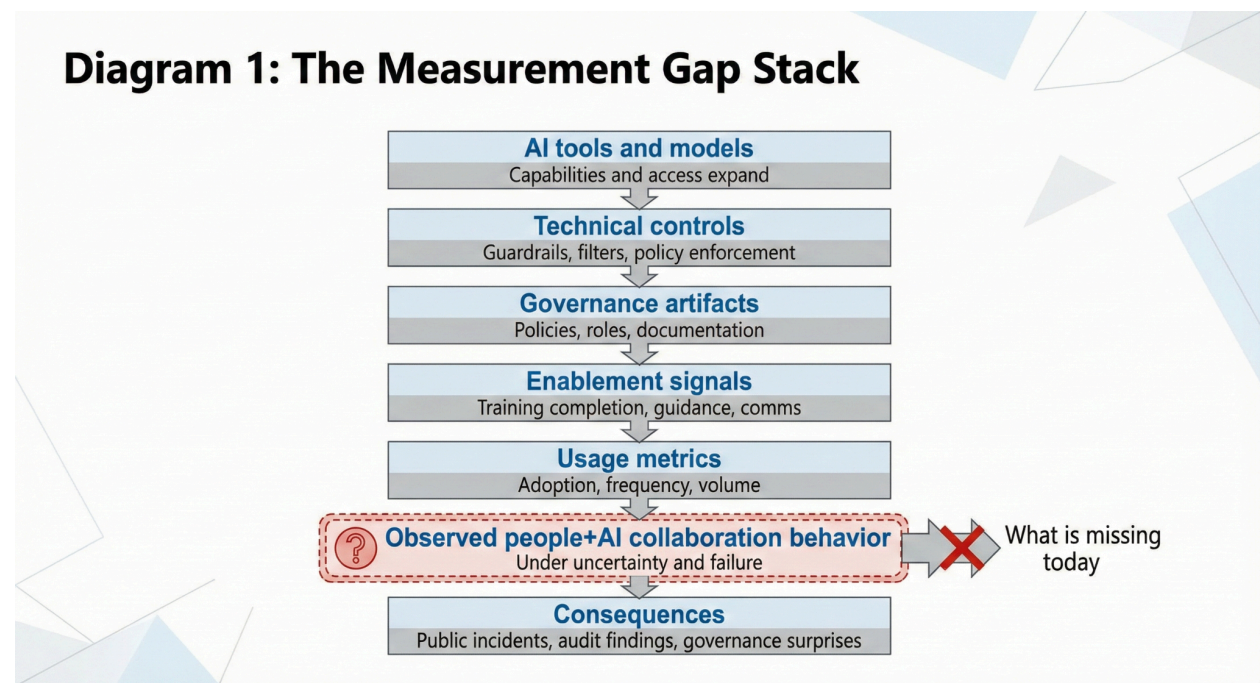 Diagram 1: The Measurement Gap Stack
AI tools and models
Capabilities and access expand
Technical controls
Guardrails, filters, policy enforcement
Governance artifacts
Policies, roles, documentation
Enablement signals
Training completion, guidance, comms
Usage metrics
Adoption, frequency, volume
?
Observed people+AI collaboration behavior
Under uncertainty and failure
What is missing
today
Consequences
Public incidents, audit findings, governance surprises